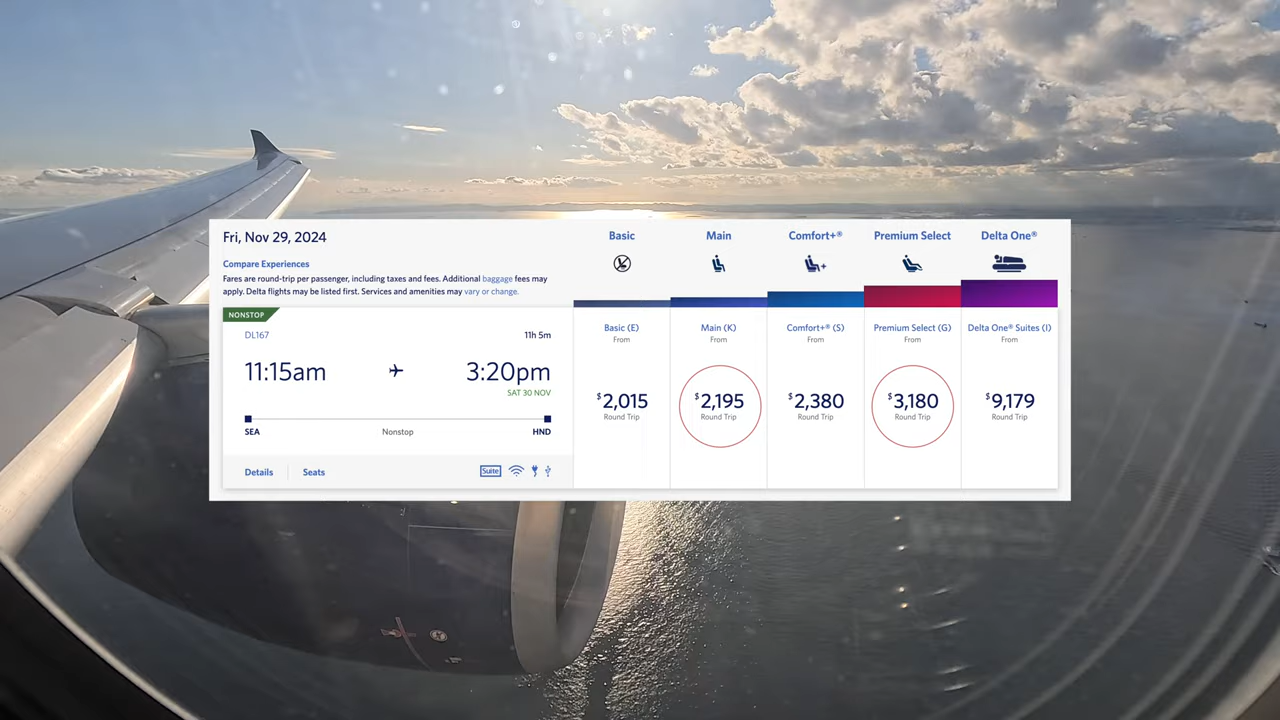 Fri, Nov 29, 2024
Compare Experiences
Fares are round-trip per passenger, including taxes and fees. Additional baggage fees may
apply. Delta flights may be listed first. Services and amenities may vary or change.
Basic
Main
Comfort+®
Premium Select
Delta One®
NONSTOP
DL167
11h 5m
11:15am
3:20pm
SAT 30 NOV
SEA
Nonstop
HND
Details
Seats
Suite
Basic (E)
From
$2,015
Round Trip
Main (K)
From
$2,195
Round Trip
Comfort+® (S)
From
$2,380
Round Trip
Premium Select (G)
From
$3,180
Round Trip
Delta One® Suites (I)
From
$9,179
Round Trip